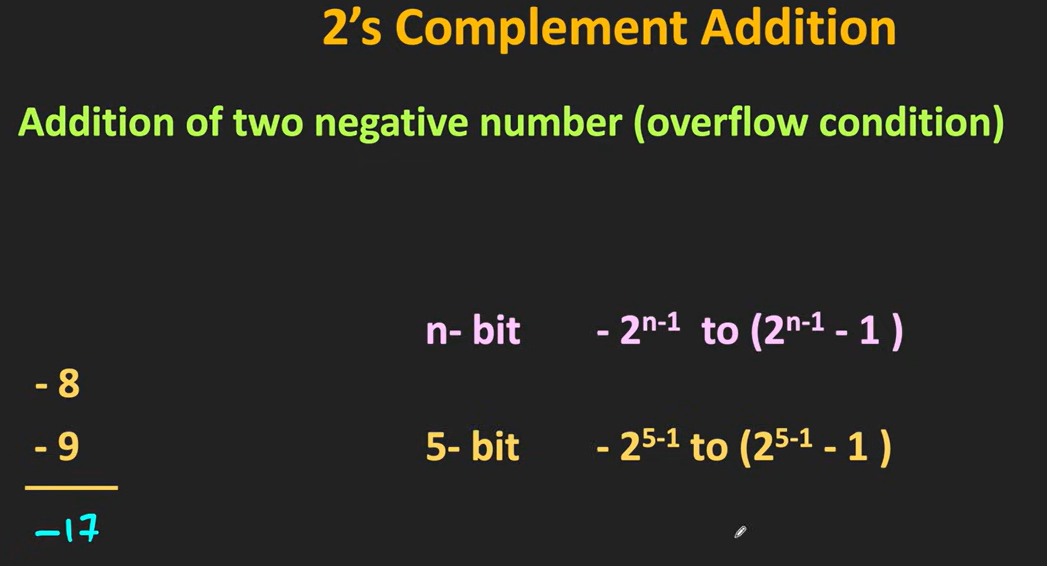 2's Complement Addition
Addition of two negative number (overflow condition)
n- bit - 2ⁿ⁻¹ to (2ⁿ⁻¹ - 1 )
- 8
- 9
5- bit - 2⁵⁻¹ to (2⁵⁻¹ - 1 )
-17